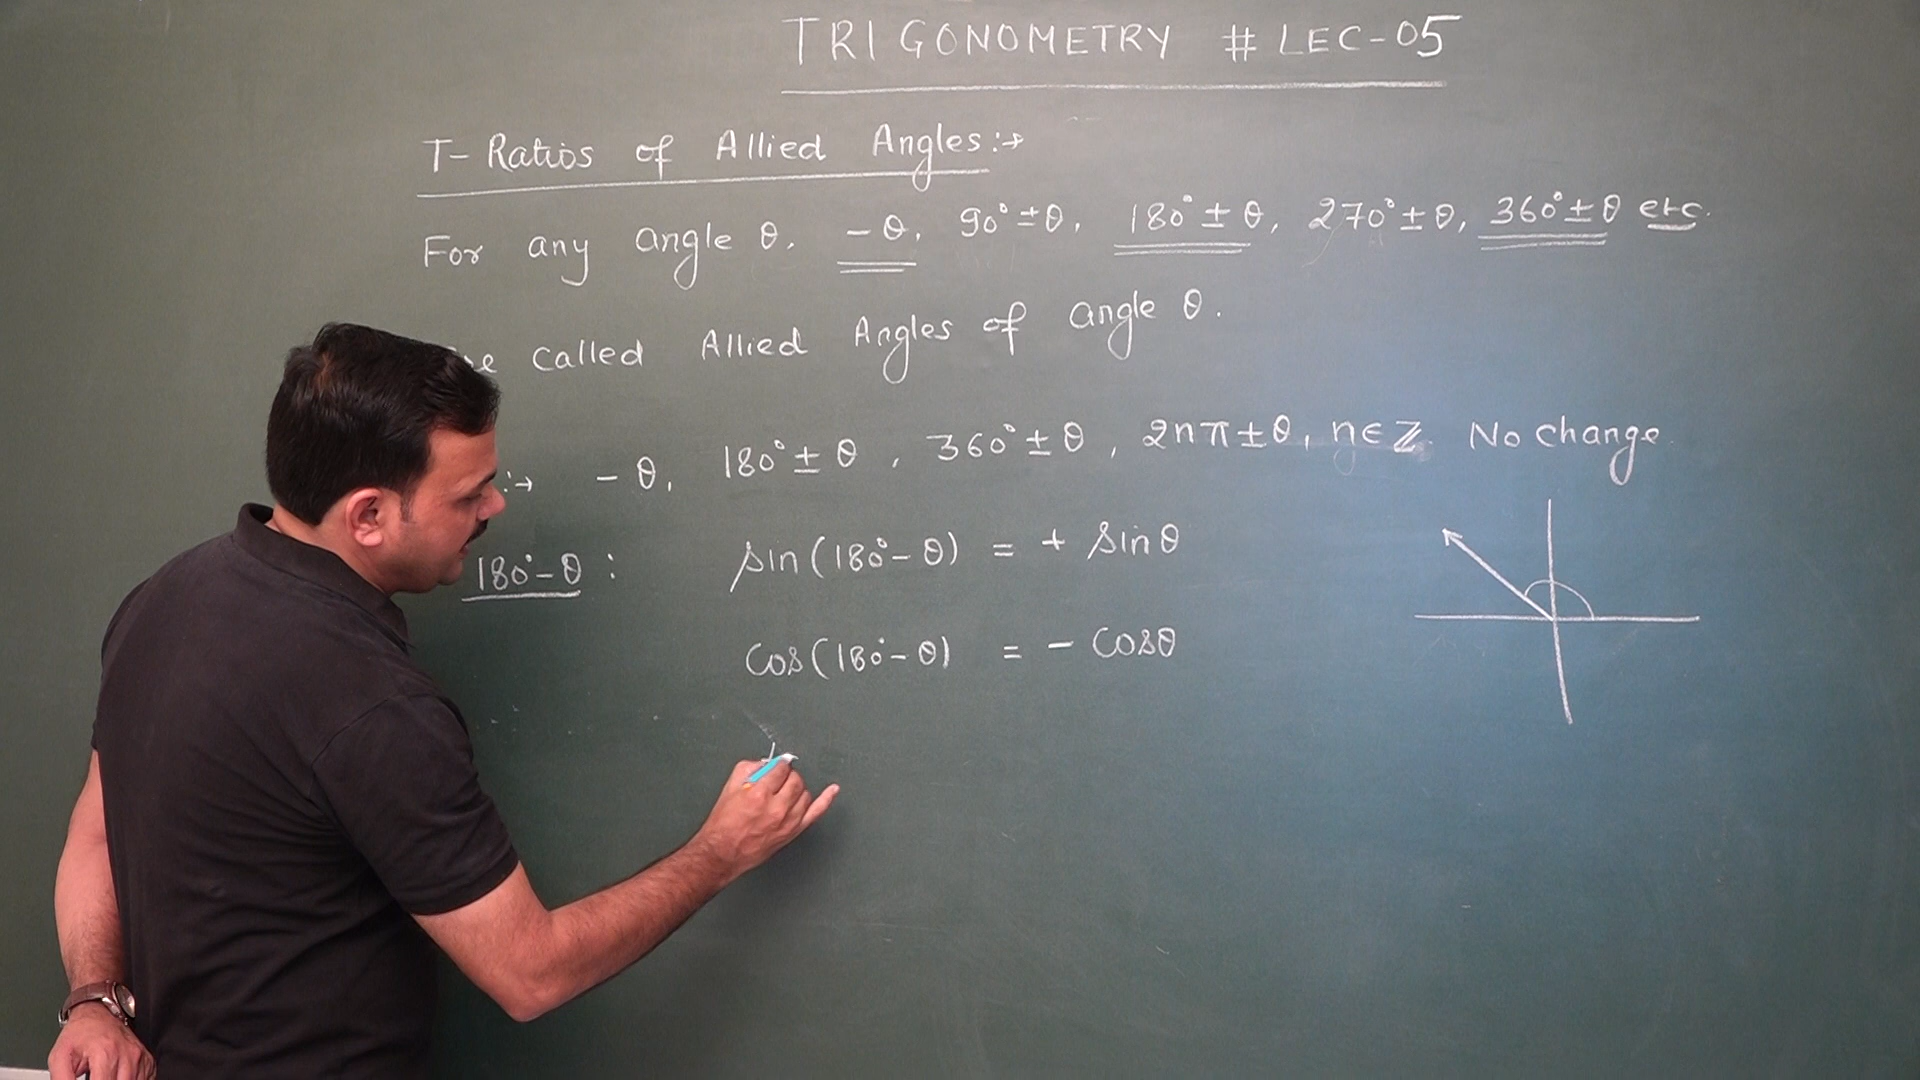 TRIGONOMETRY # LEC-05
T-Ratios of Allied Angles:→
For any angle θ, -θ, 90°±θ, 180°±θ, 270°±θ, 360°±θ etc.
called Allied Angles of angle θ.
:→ -θ, 180°±θ, 360°±θ, 2nπ±θ, n∈Z No change
180°-θ : sin(180°-θ) = + sinθ
cos(180°-θ) = - cosθ